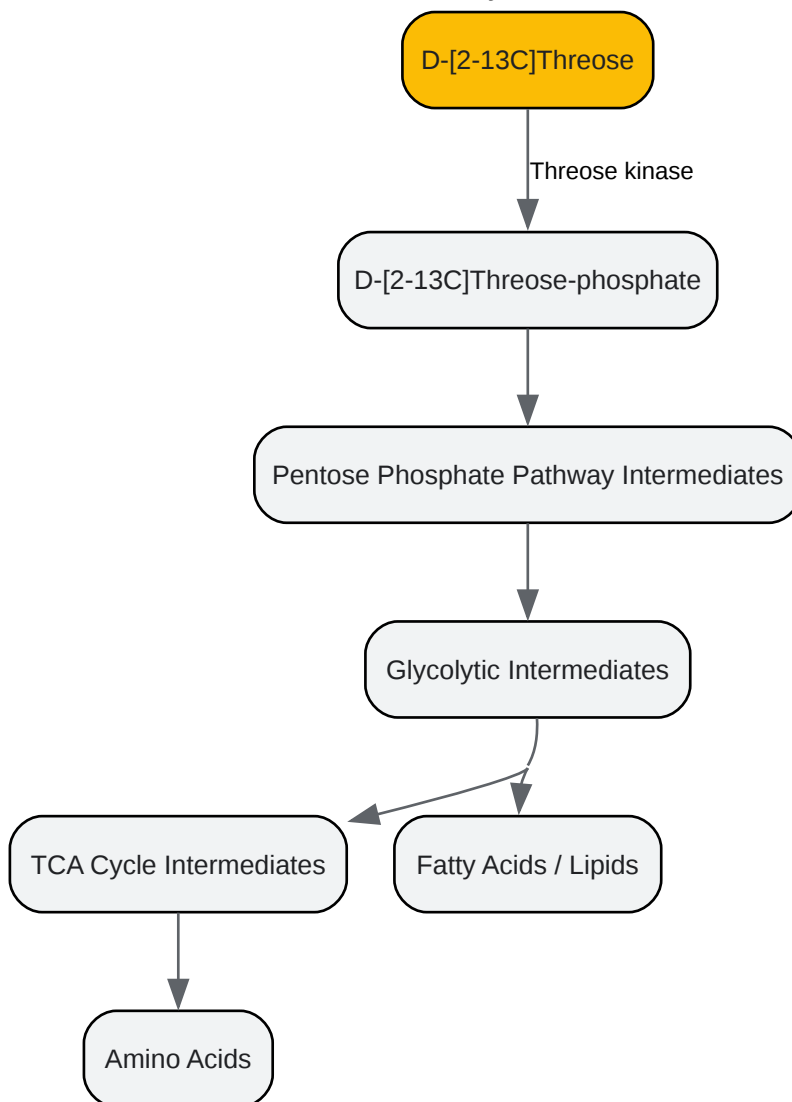 D-[2-13C]Threose
Threose kinase
D-[2-13C]Threose-phosphate
Pentose Phosphate Pathway Intermediates
Glycolytic Intermediates
TCA Cycle Intermediates
Fatty Acids / Lipids
Amino Acids